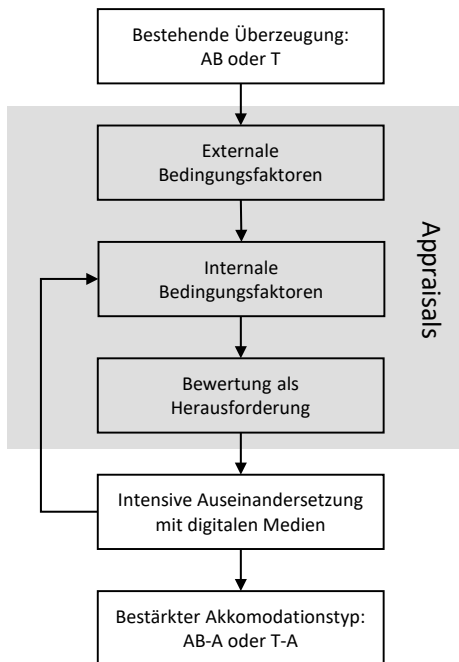 Bestehende Überzeugung:
AB oder T
Externale
Bedingungsfaktoren
Internale
Bedingungsfaktoren
Bewertung als
Herausforderung
Appraisals
Intensive Auseinandersetzung
mit digitalen Medien
Bestärkter Akkomodationstyp:
AB-A oder T-A